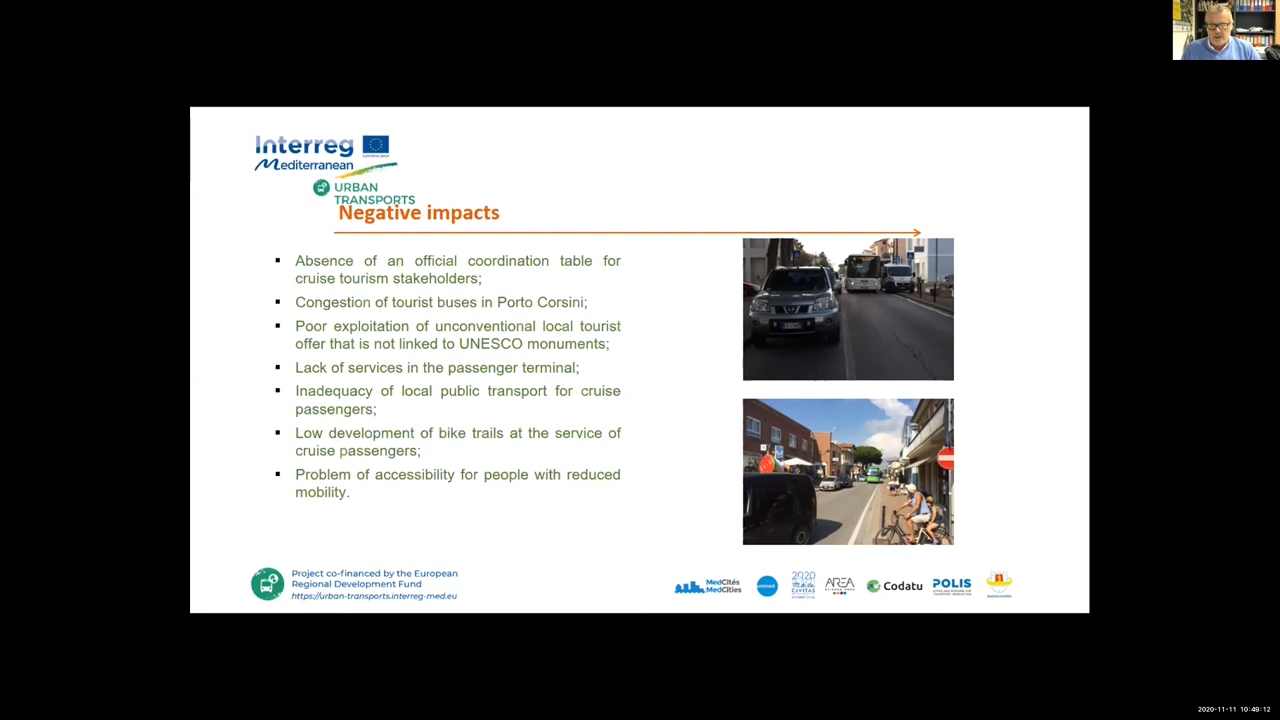 Interreg
Mediterranean
URBAN
TRANSPORTS
Negative impacts
Absence of an official coordination table for
cruise tourism stakeholders;
Congestion of tourist buses in Porto Corsini;
Poor exploitation of unconventional local tourist
offer that is not linked to UNESCO monuments;
Lack of services in the passenger terminal;
Inadequacy of local public transport for cruise
passengers;
Low development of bike trails at the service of
cruise passengers;
Problem of accessibility for people with reduced
mobility.
Project co-financed by the European
Regional Development Fund
https://urban-transports.interreg-med.eu
MedCités
MedCities
unimed
2020
CIVITAS
AREA
SCIENCE PARK
Codatu
POLIS
2020-11-11 10:49:12